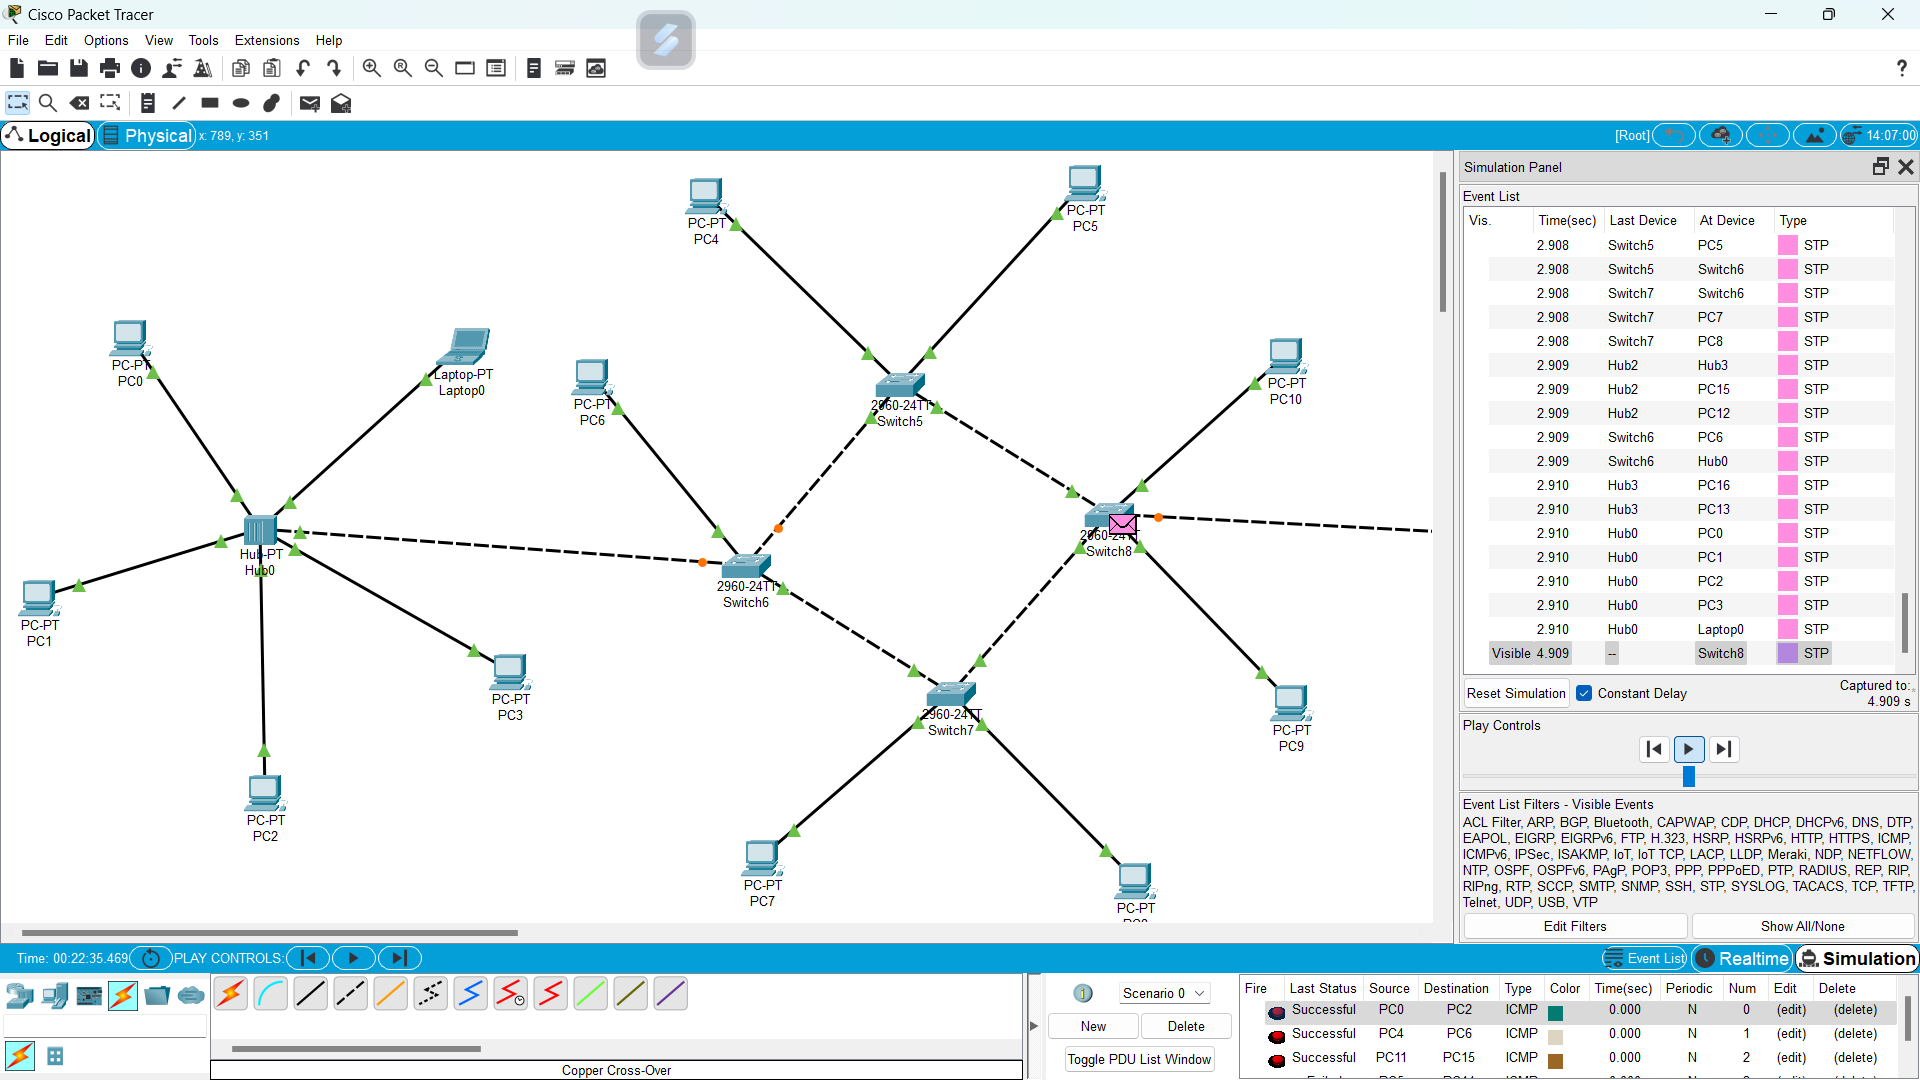 Cisco Packet Tracer
File Edit Options View Tools Extensions Help
Logical Physical x: 789, y: 351 [Root] 14:07:00
PC-PT
PC4
PC-PT
PC5
PC-PT
PC0
Laptop-PT
Laptop0
PC-PT
PC6
2960-24TT
Switch5
PC-PT
PC10
Hub-PT
Hub0
2960-24TT
Switch8
2960-24TT
Switch6
PC-PT
PC1
PC-PT
PC3
2960-24TT
Switch7
PC-PT
PC9
PC-PT
PC2
PC-PT
PC7
PC-PT
Simulation Panel
Event List
Vis. Time(sec) Last Device At Device Type
2.908 Switch5 PC5 STP
2.908 Switch5 Switch6 STP
2.908 Switch7 Switch6 STP
2.908 Switch7 PC7 STP
2.908 Switch7 PC8 STP
2.909 Hub2 Hub3 STP
2.909 Hub2 PC15 STP
2.909 Hub2 PC12 STP
2.909 Switch6 PC6 STP
2.909 Switch6 Hub0 STP
2.910 Hub3 PC16 STP
2.910 Hub3 PC13 STP
2.910 Hub0 PC0 STP
2.910 Hub0 PC1 STP
2.910 Hub0 PC2 STP
2.910 Hub0 PC3 STP
2.910 Hub0 Laptop0 STP
Visible 4.909 -- Switch8 STP
Reset Simulation Constant Delay Captured to:
4.909 s
Play Controls
Event List Filters - Visible Events
ACL Filter, ARP, BGP, Bluetooth, CAPWAP, CDP, DHCP, DHCPv6, DNS, DTP,
EAPOL, EIGRP, EIGRPv6, FTP, H.323, HSRP, HSRPv6, HTTP, HTTPS, ICMP,
ICMPv6, IPSec, ISAKMP, IoT, IoT TCP, LACP, LLDP, Meraki, NDP, NETFLOW,
NTP, OSPF, OSPFv6, PAgP, POP3, PPP, PPPoED, PTP, RADIUS, REP, RIP,
RIPng, RTP, SCCP, SMTP, SNMP, SSH, STP, SYSLOG, TACACS, TCP, TFTP,
Telnet, UDP, USB, VTP
Edit Filters Show All/None
Time: 00:22:35.469 PLAY CONTROLS: Event List Realtime Simulation
Copper Cross-Over
Scenario 0
New Delete
Toggle PDU List Window
Fire Last Status Source Destination Type Color Time(sec) Periodic Num Edit Delete
Successful PC0 PC2 ICMP 0.000 N 0 (edit) (delete)
Successful PC4 PC6 ICMP 0.000 N 1 (edit) (delete)
Successful PC11 PC15 ICMP 0.000 N 2 (edit) (delete)